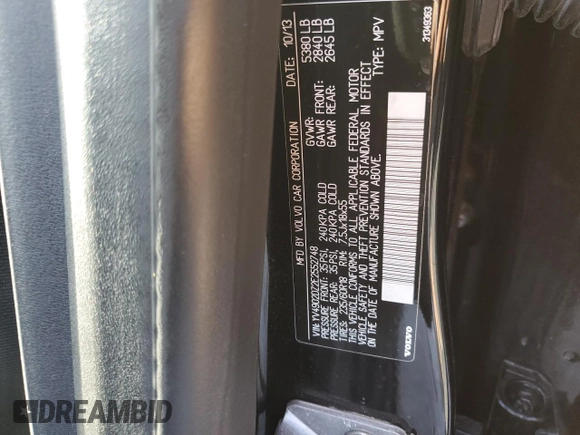 MFD BY VOLVO CAR CORPORATION DATE: 10/13
GVWR: 5380 LB
GAWR FRONT: 2840 LB
GAWR REAR: 2645 LB
VIN: YV4902DZ2E2552748
PRESSURE FRONT: 35PSI, 240KPA COLD TYPE: MPV
PRESSURE REAR: 35PSI, 240KPA COLD
TIRES: 235/60R18 RIM: 7.5Jx18x55
THIS VEHICLE CONFORMS TO ALL APPLICABLE FEDERAL MOTOR
VEHICLE SAFETY AND THEFT PREVENTION STANDARDS IN EFFECT
ON THE DATE OF MANUFACTURE SHOWN ABOVE.
VOLVO 31349363
DREAMBID